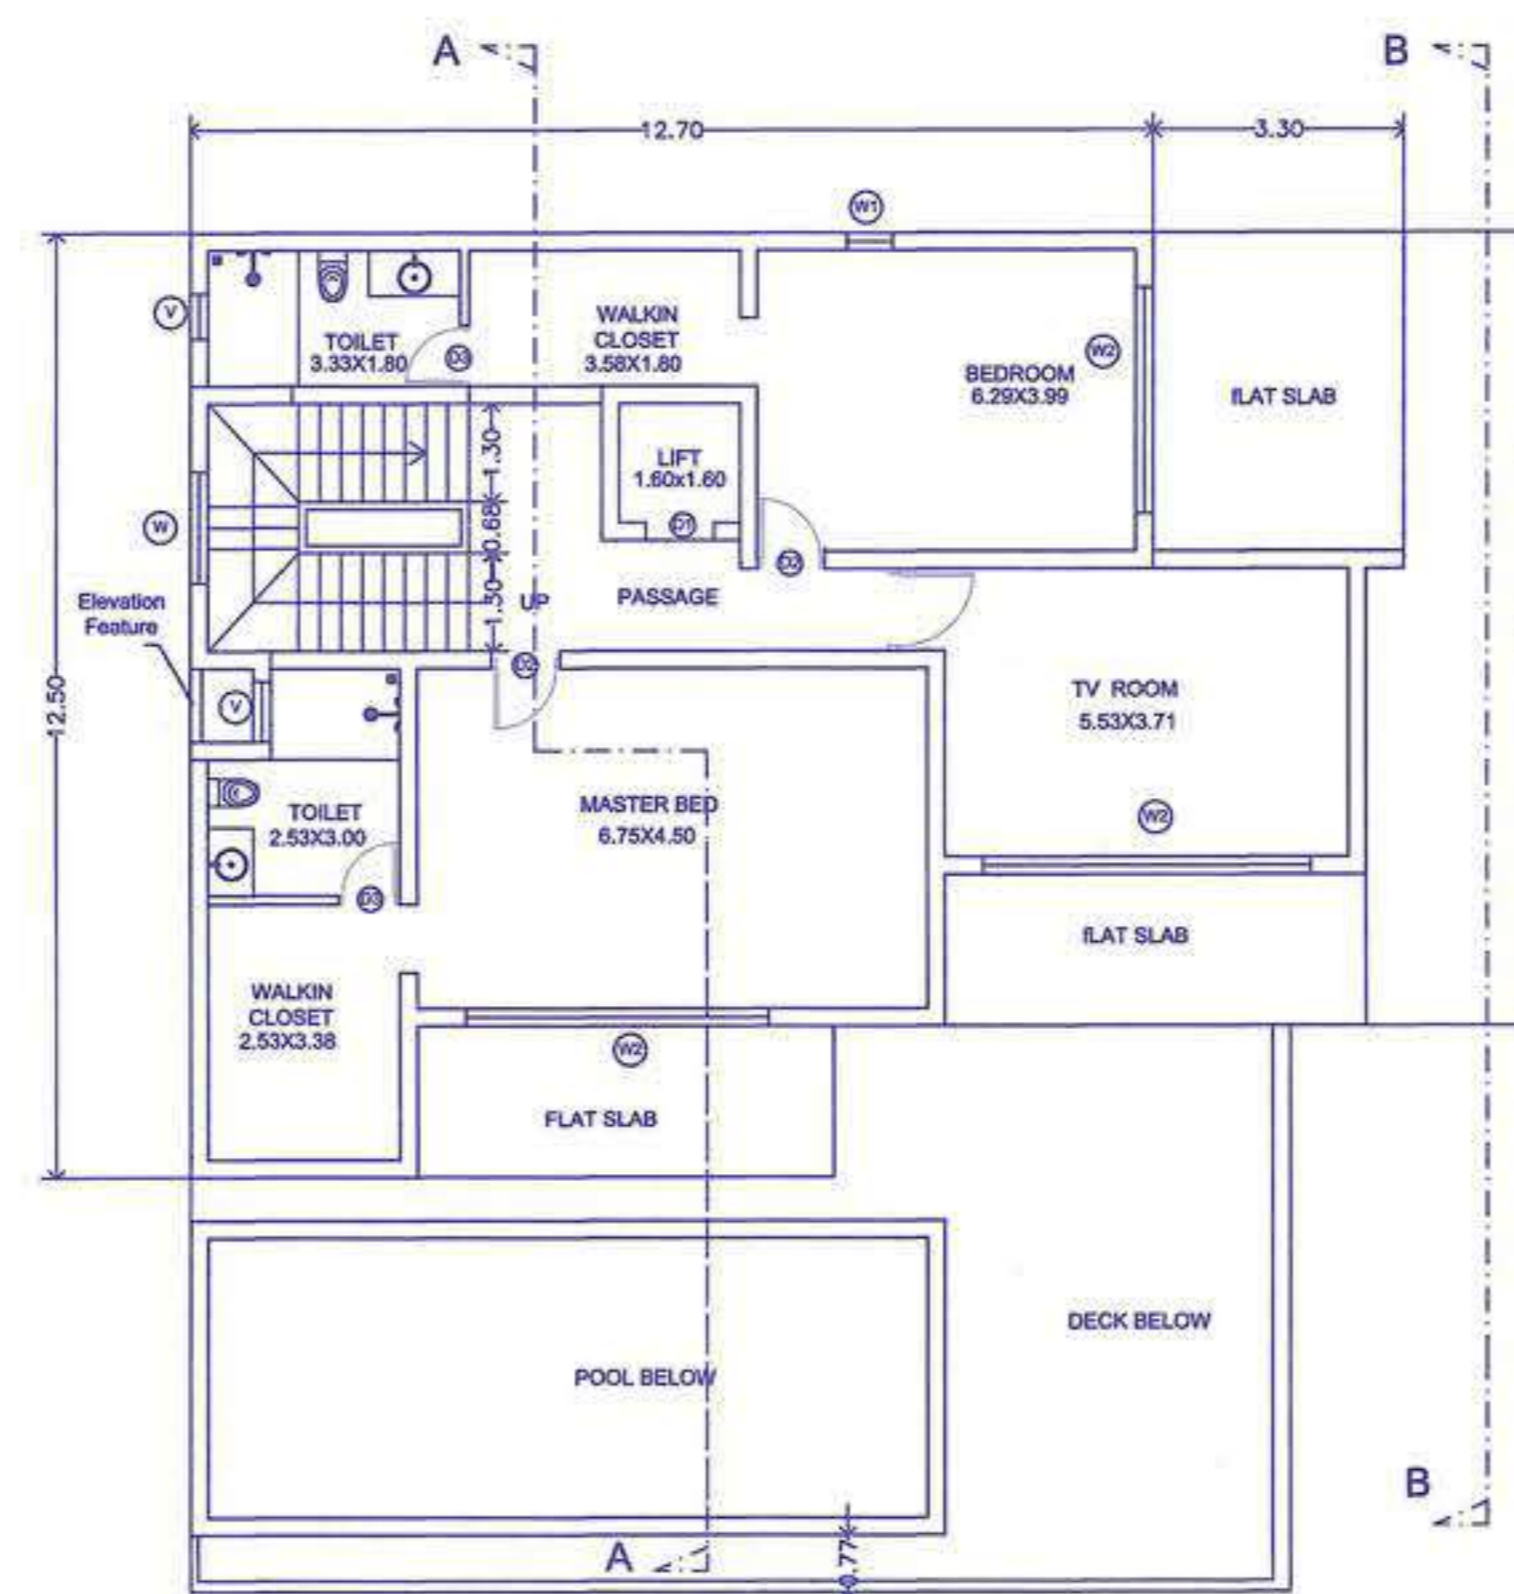 A
B
12.70
3.30
W1
V
TOILET
3.33X1.80
D3
WALKIN
CLOSET
3.58X1.80
W2
BEDROOM
6.29X3.99
fLAT SLAB
1.30
LIFT
1.60x1.60
D1
W
0.68
D2
1.30
UP
PASSAGE
Elevation
Feature
12.50
D2
V
TV ROOM
5.53X3.71
TOILET
2.53X3.00
MASTER BED
6.75X4.50
W2
D3
fLAT SLAB
WALKIN
CLOSET
2.53X3.38
W2
FLAT SLAB
DECK BELOW
POOL BELOW
B
A
0.77